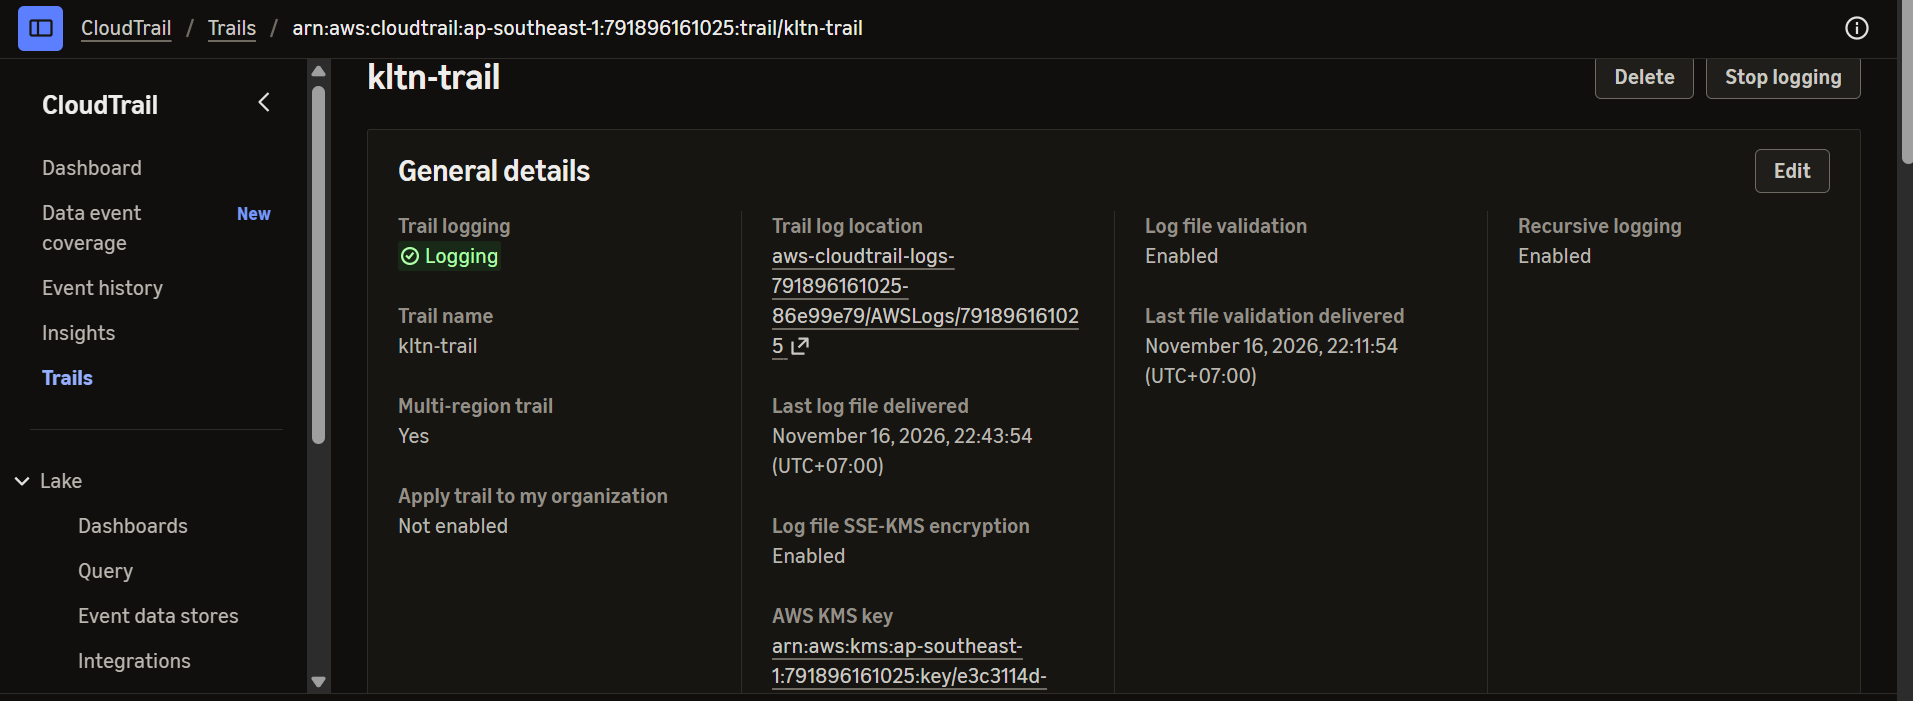 CloudTrail / Trails / arn:aws:cloudtrail:ap-southeast-1:791896161025:trail/kltn-trail
CloudTrail
Dashboard
Data event
coverage
New
Event history
Insights
Trails
Lake
Dashboards
Query
Event data stores
Integrations
kltn-trail
Delete
Stop logging
General details
Edit
Trail logging
Logging
Trail name
kltn-trail
Multi-region trail
Yes
Apply trail to my organization
Not enabled
Trail log location
aws-cloudtrail-logs-
791896161025-
86e99e79/AWSLogs/79189616102
5
Last log file delivered
November 16, 2026, 22:43:54
(UTC+07:00)
Log file SSE-KMS encryption
Enabled
AWS KMS key
arn:aws:kms:ap-southeast-
1:791896161025:key/e3c3114d-
Log file validation
Enabled
Last file validation delivered
November 16, 2026, 22:11:54
(UTC+07:00)
Recursive logging
Enabled